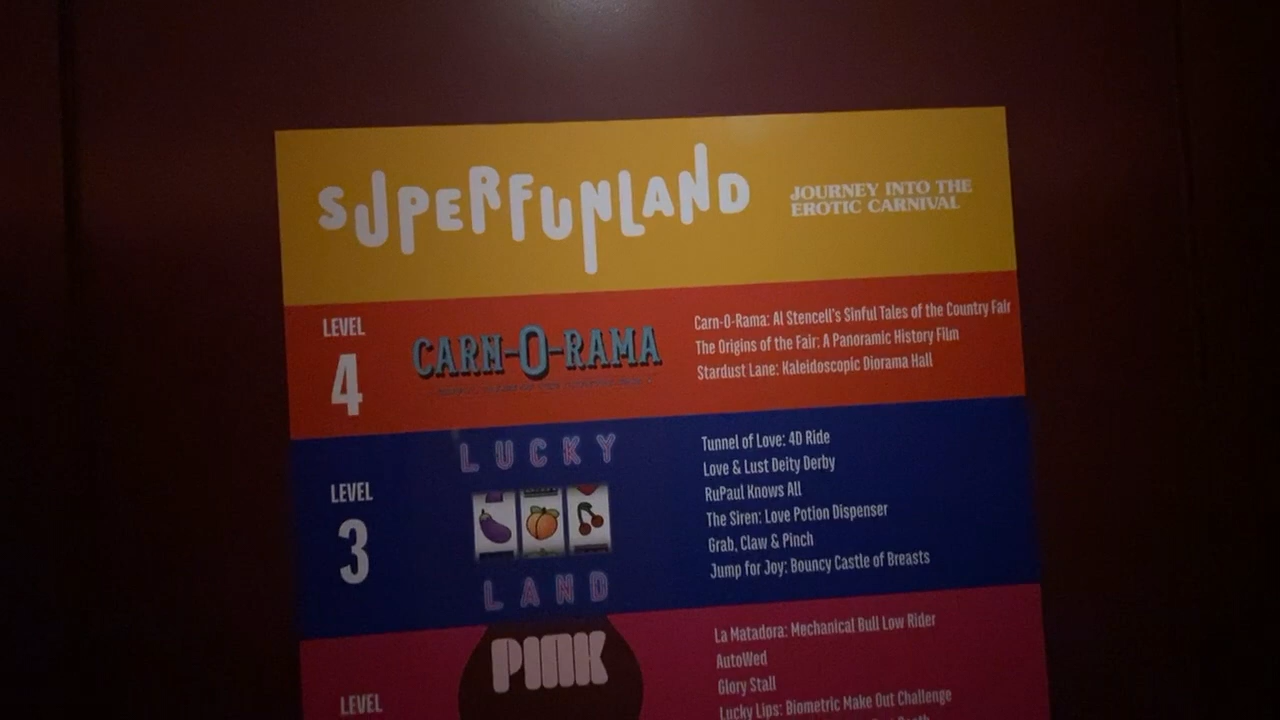 SUPERFUNLAND
JOURNEY INTO THE
EROTIC CARNIVAL
LEVEL
4
CARN-O-RAMA
Carn-O-Rama: Al Stencell's Sinful Tales of the Country Fair
The Origins of the Fair: A Panoramic History Film
Stardust Lane: Kaleidoscopic Diorama Hall
LEVEL
3
LUCKY
LAND
Tunnel of Love: 4D Ride
Love & Lust Deity Derby
RuPaul Knows All
The Siren: Love Potion Dispenser
Grab, Claw & Pinch
Jump for Joy: Bouncy Castle of Breasts
LEVEL
PINK
La Matadora: Mechanical Bull Low Rider
AutoWed
Glory Stall
Lucky Lips: Biometric Make Out Challenge